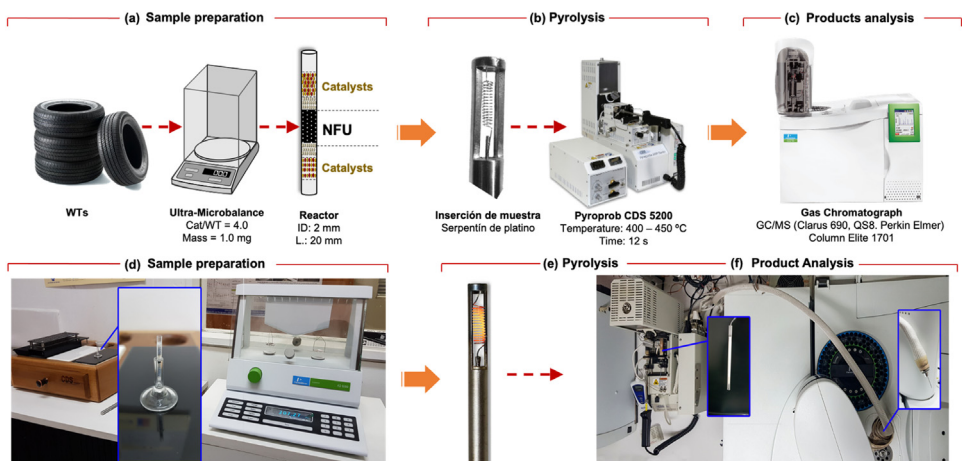 (a) Sample preparation
(b) Pyrolysis
(c) Products analysis
Catalysts
NFU
Catalysts
WTs
Ultra-Microbalance
Cat/WT = 4.0
Mass = 1.0 mg
Reactor
ID: 2 mm
L.: 20 mm
Inserción de muestra
Serpentín de platino
Pyroprob CDS 5200
Temperature: 400 – 450 ºC
Time: 12 s
Gas Chromatograph
GC/MS (Clarus 690, QS8. Perkin Elmer)
Column Elite 1701
(d) Sample preparation
(e) Pyrolysis
(f) Product Analysis
CDS